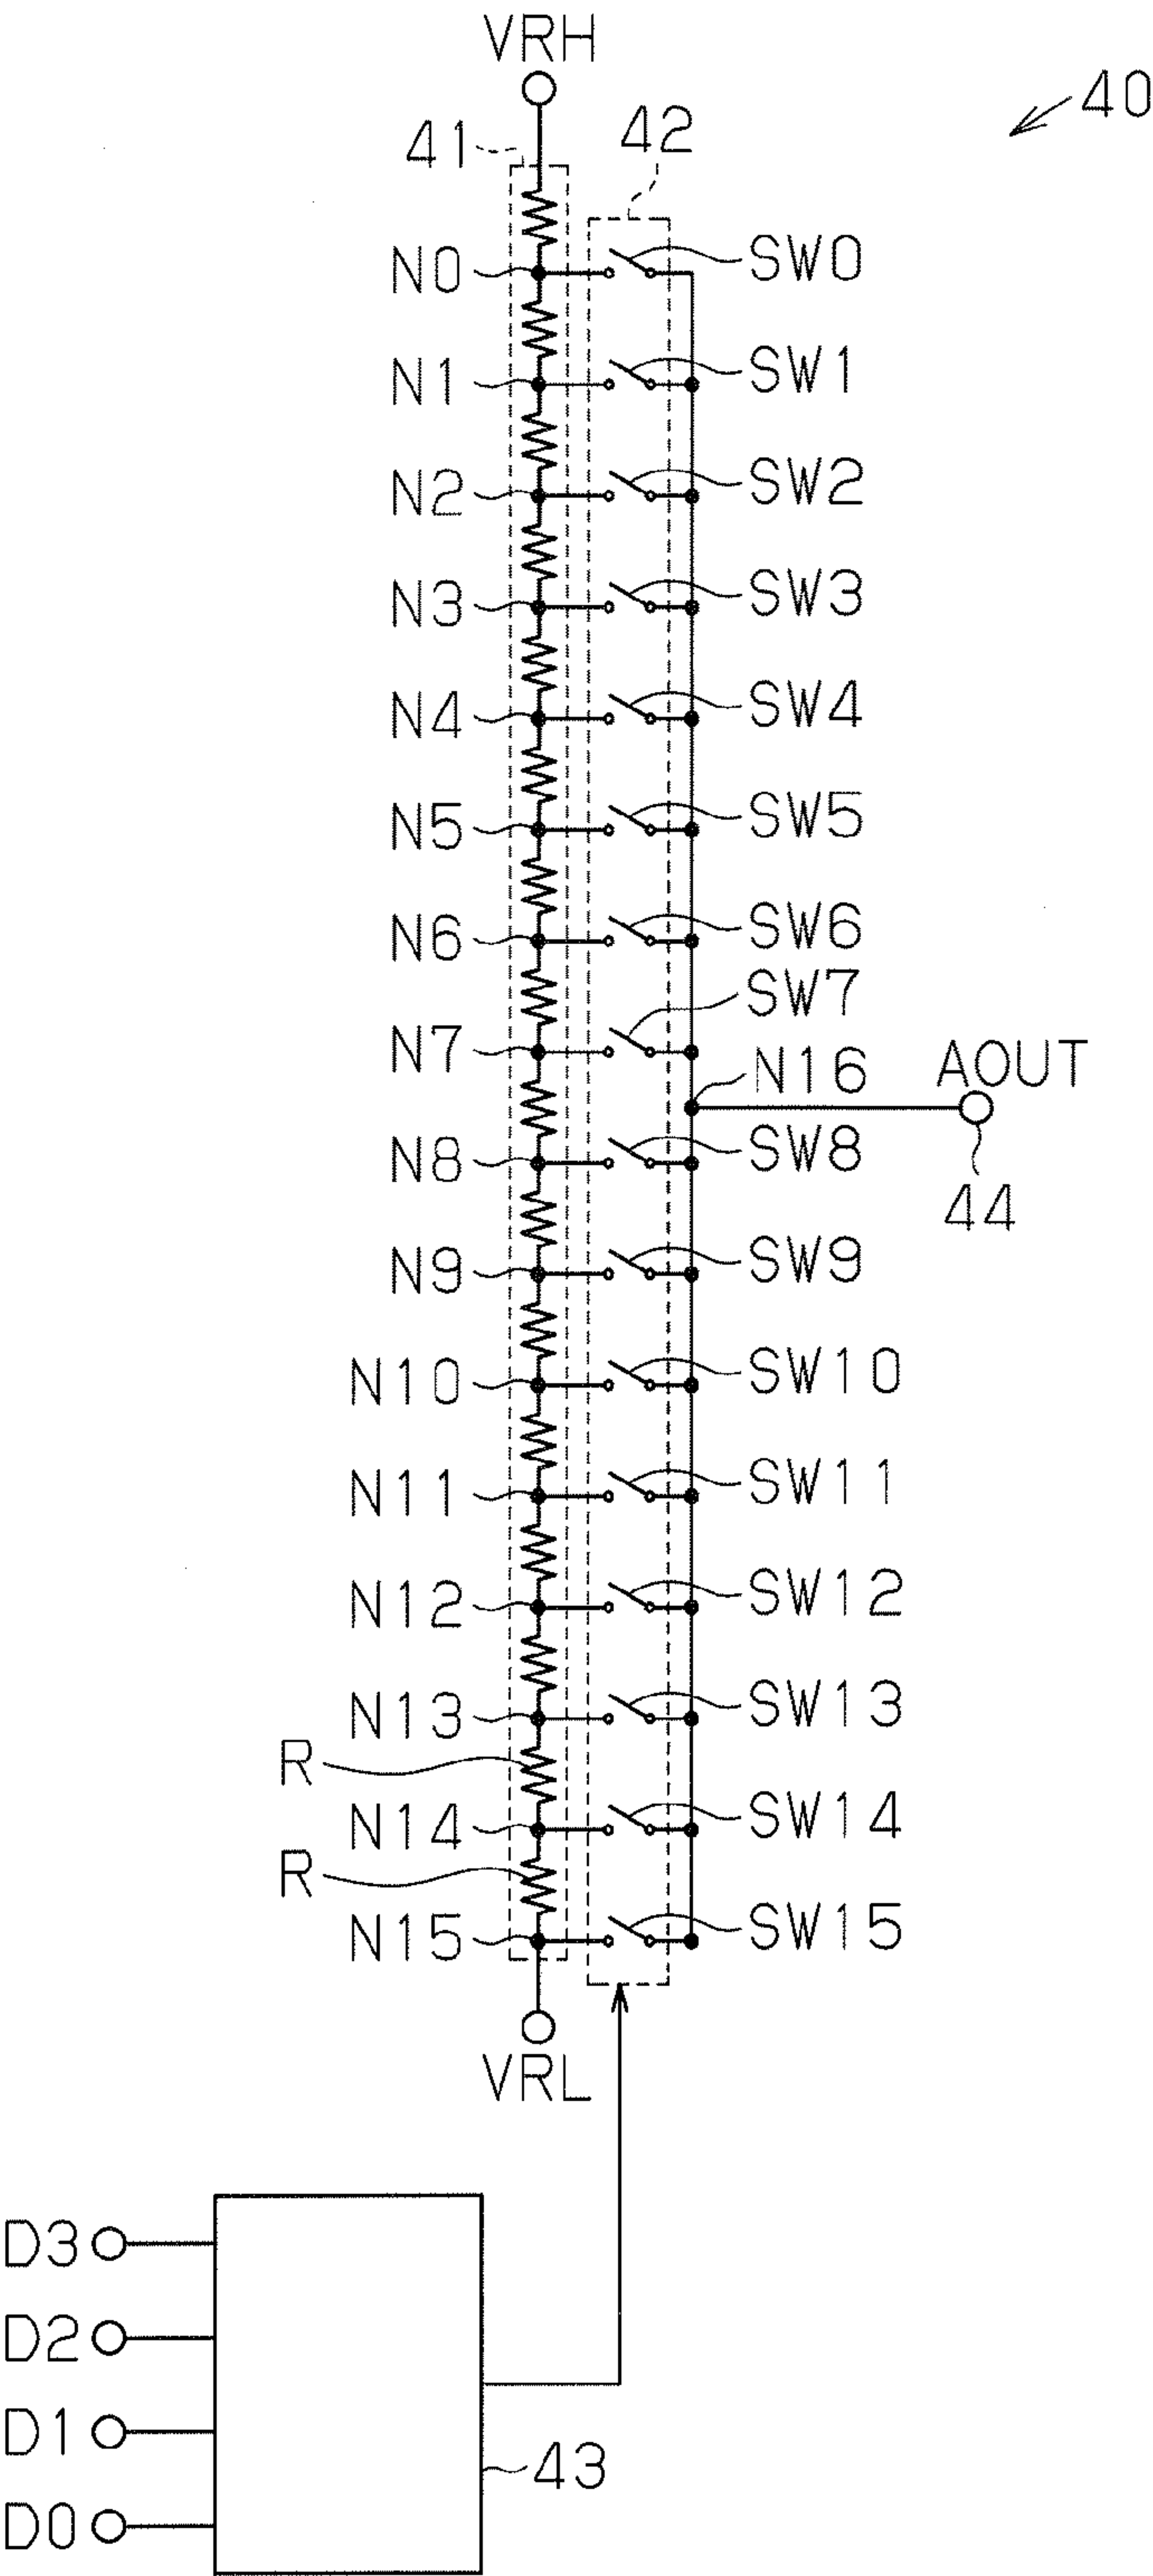 VRH
40
41
42
N0
SW0
N1
SW1
N2
SW2
N3
SW3
N4
SW4
N5
SW5
N6
SW6
SW7
N7
N16
AOUT
N8
SW8
44
N9
SW9
N10
SW10
N11
SW11
N12
SW12
N13
SW13
R
N14
SW14
R
N15
SW15
VRL
D3
D2
D1
43
D0